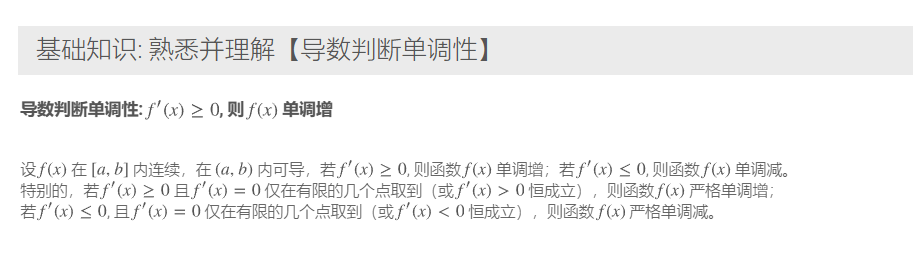 基础知识: 熟悉并理解【导数判断单调性】
导数判断单调性: f′(x) ≥ 0, 则 f(x) 单调增
设 f(x) 在 [a, b] 内连续，在 (a, b) 内可导，若 f′(x) ≥ 0, 则函数 f(x) 单调增；若 f′(x) ≤ 0, 则函数 f(x) 单调减。
特别的，若 f′(x) ≥ 0 且 f′(x) = 0 仅在有限的几个点取到（或 f′(x) > 0 恒成立），则函数 f(x) 严格单调增；
若 f′(x) ≤ 0, 且 f′(x) = 0 仅在有限的几个点取到（或 f′(x) < 0 恒成立），则函数 f(x) 严格单调减。